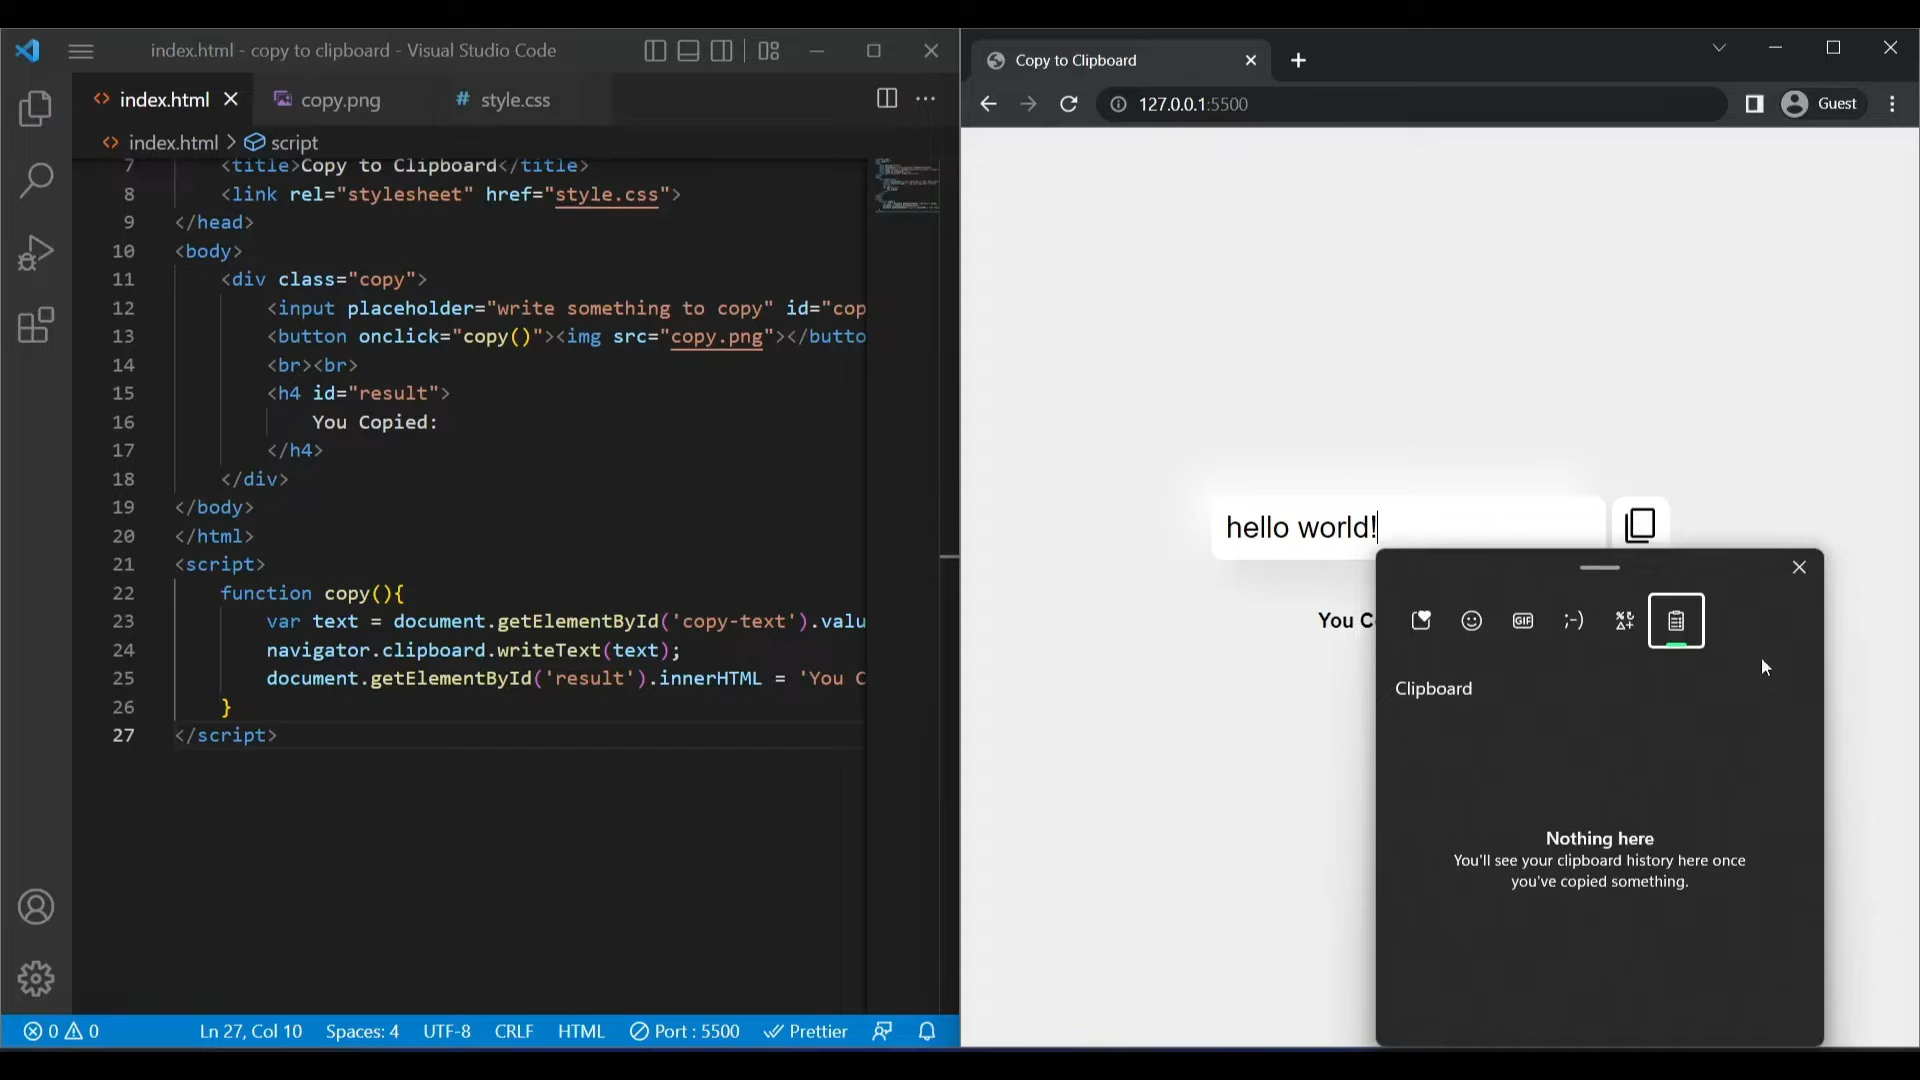 index.html - copy to clipboard - Visual Studio Code
index.html
copy.png
# style.css
index.html > script
7 <title>Copy to Clipboard</title>
8 <link rel="stylesheet" href="style.css">
9 </head>
10 <body>
11 <div class="copy">
12 <input placeholder="write something to copy" id="cop
13 <button onclick="copy()"><img src="copy.png"></butto
14 <br><br>
15 <h4 id="result">
16 You Copied:
17 </h4>
18 </div>
19 </body>
20 </html>
21 <script>
22 function copy(){
23 var text = document.getElementById('copy-text').valu
24 navigator.clipboard.writeText(text);
25 document.getElementById('result').innerHTML = 'You C
26 }
27 </script>
0 0 Ln 27, Col 10 Spaces: 4 UTF-8 CRLF HTML Port : 5500 Prettier
Copy to Clipboard
127.0.0.1:5500
Guest
hello world!
You C
GIF
;-)
Clipboard
Nothing here
You'll see your clipboard history here once
you've copied something.